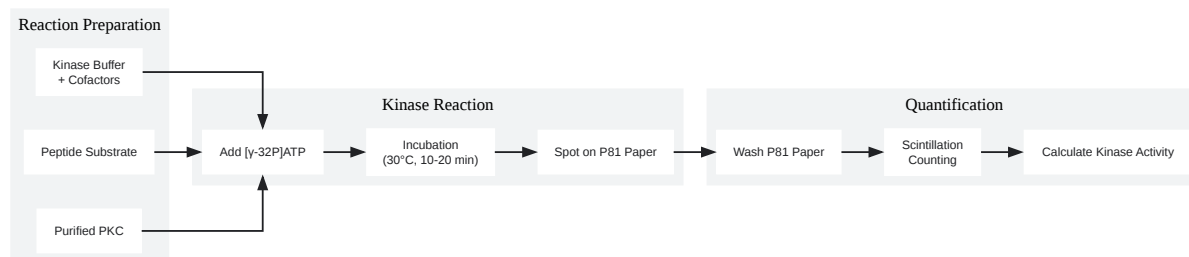 Reaction Preparation
Kinase Buffer
+ Cofactors
Peptide Substrate
Purified PKC
Kinase Reaction
Add [γ-32P]ATP
Incubation
(30°C, 10-20 min)
Spot on P81 Paper
Quantification
Wash P81 Paper
Scintillation
Counting
Calculate Kinase Activity